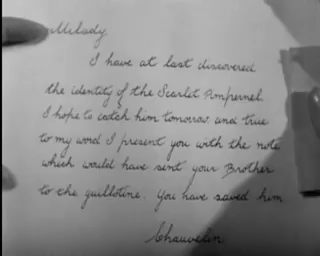 Milady
I have at last discovered
the identity of the Scarlet Pimpernel.
I hope to catch him tomorrow, and true
to my word I present you with the note
which would have sent your Brother
to the guillotine. You have saved him
Chauvelin